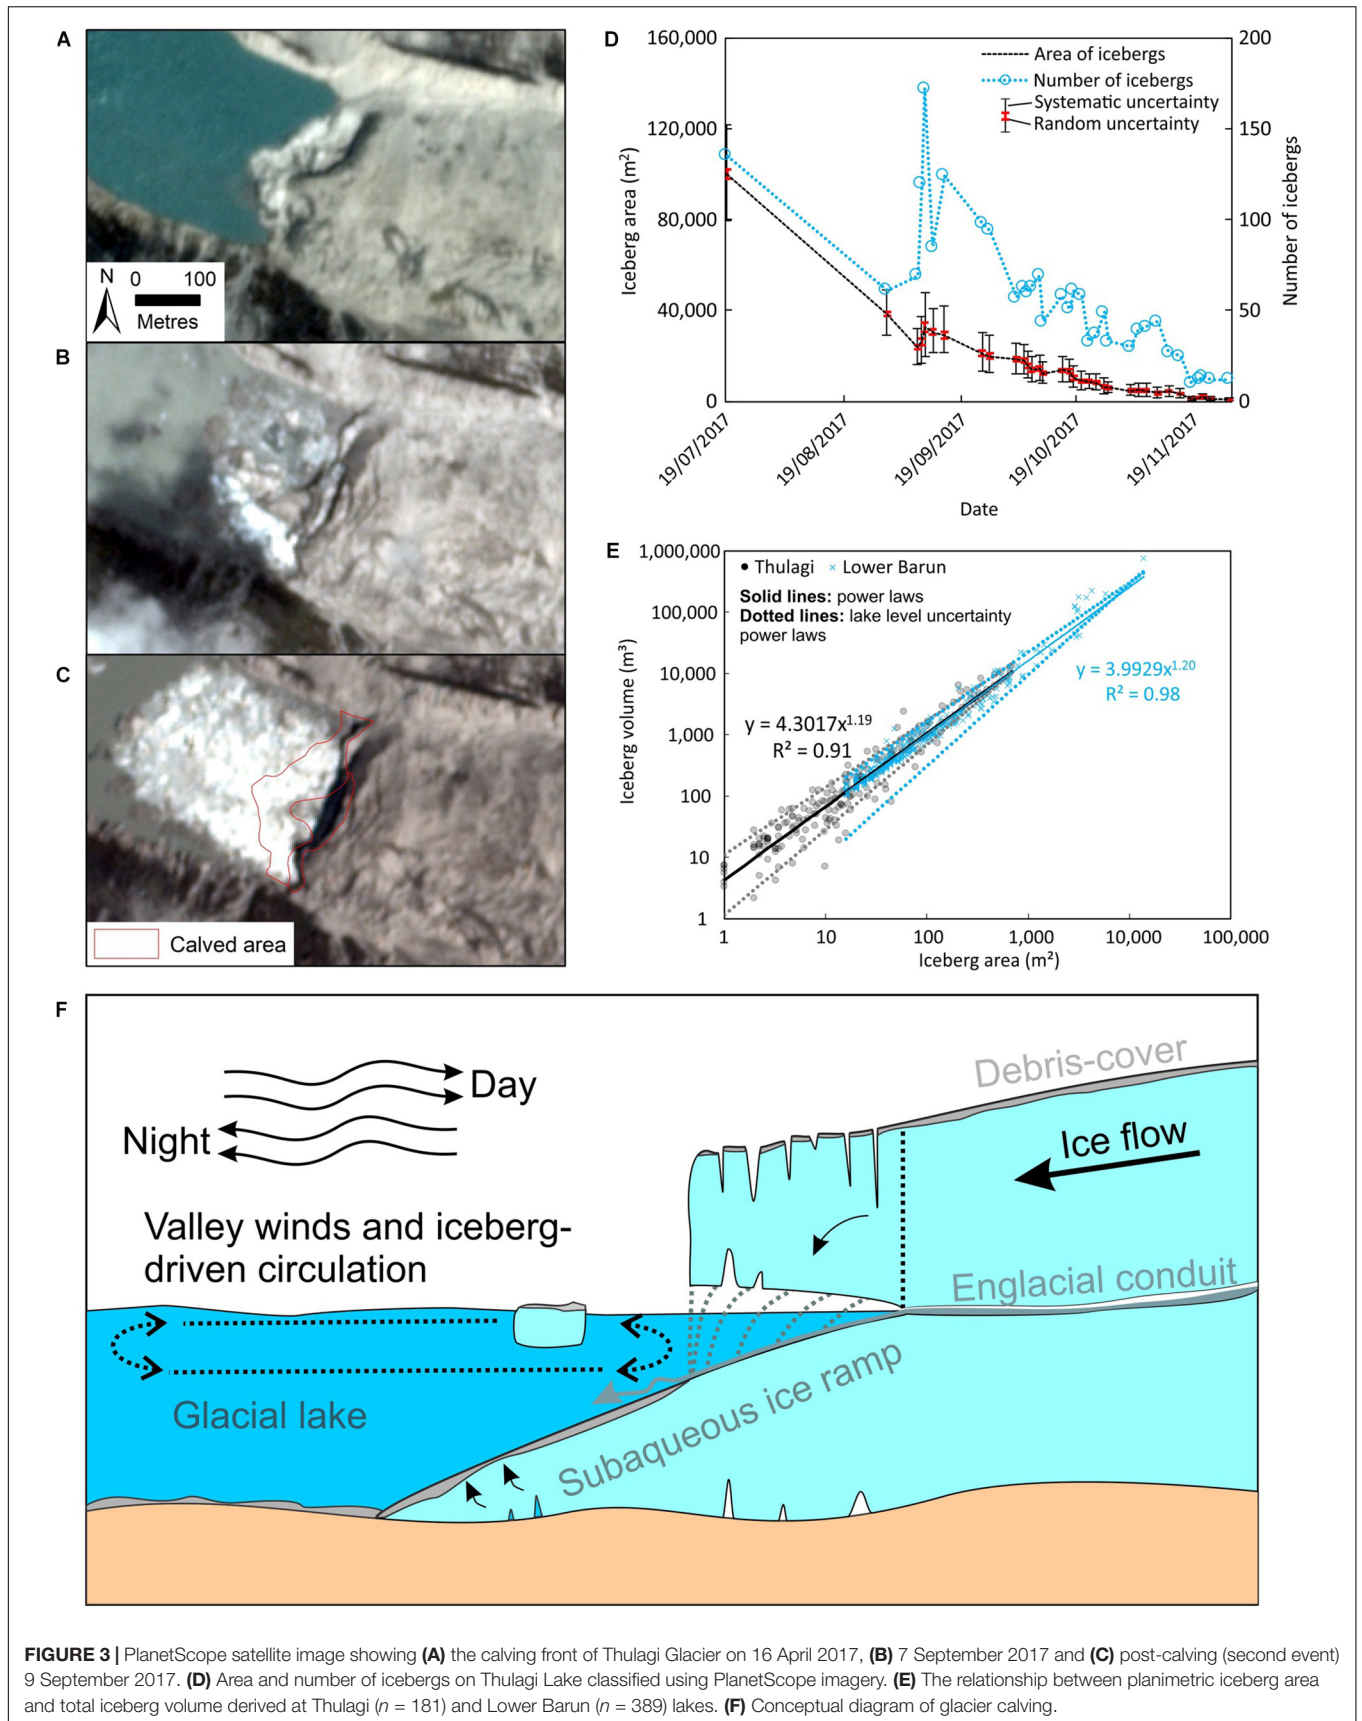 A
N 0 100
Metres
B
C
Calved area
D
160,000
120,000
80,000
40,000
0
Iceberg area (m²)
200
150
100
50
0
Number of icebergs
Area of icebergs
Number of icebergs
Systematic uncertainty
Random uncertainty
19/07/2017
19/08/2017
19/09/2017
19/10/2017
19/11/2017
Date
E
1,000,000
100,000
10,000
1,000
100
10
1
Iceberg volume (m³)
Thulagi × Lower Barun
Solid lines: power laws
Dotted lines: lake level uncertainty
power laws
y = 3.9929x^1.20
R² = 0.98
y = 4.3017x^1.19
R² = 0.91
1 10 100 1,000 10,000 100,000
Iceberg area (m²)
F
Day
Night
Valley winds and iceberg-
driven circulation
Debris-cover
Ice flow
Englacial conduit
Glacial lake
Subaqueous ice ramp
FIGURE 3 | PlanetScope satellite image showing (A) the calving front of Thulagi Glacier on 16 April 2017, (B) 7 September 2017 and (C) post-calving (second event)
9 September 2017. (D) Area and number of icebergs on Thulagi Lake classified using PlanetScope imagery. (E) The relationship between planimetric iceberg area
and total iceberg volume derived at Thulagi (n = 181) and Lower Barun (n = 389) lakes. (F) Conceptual diagram of glacier calving.